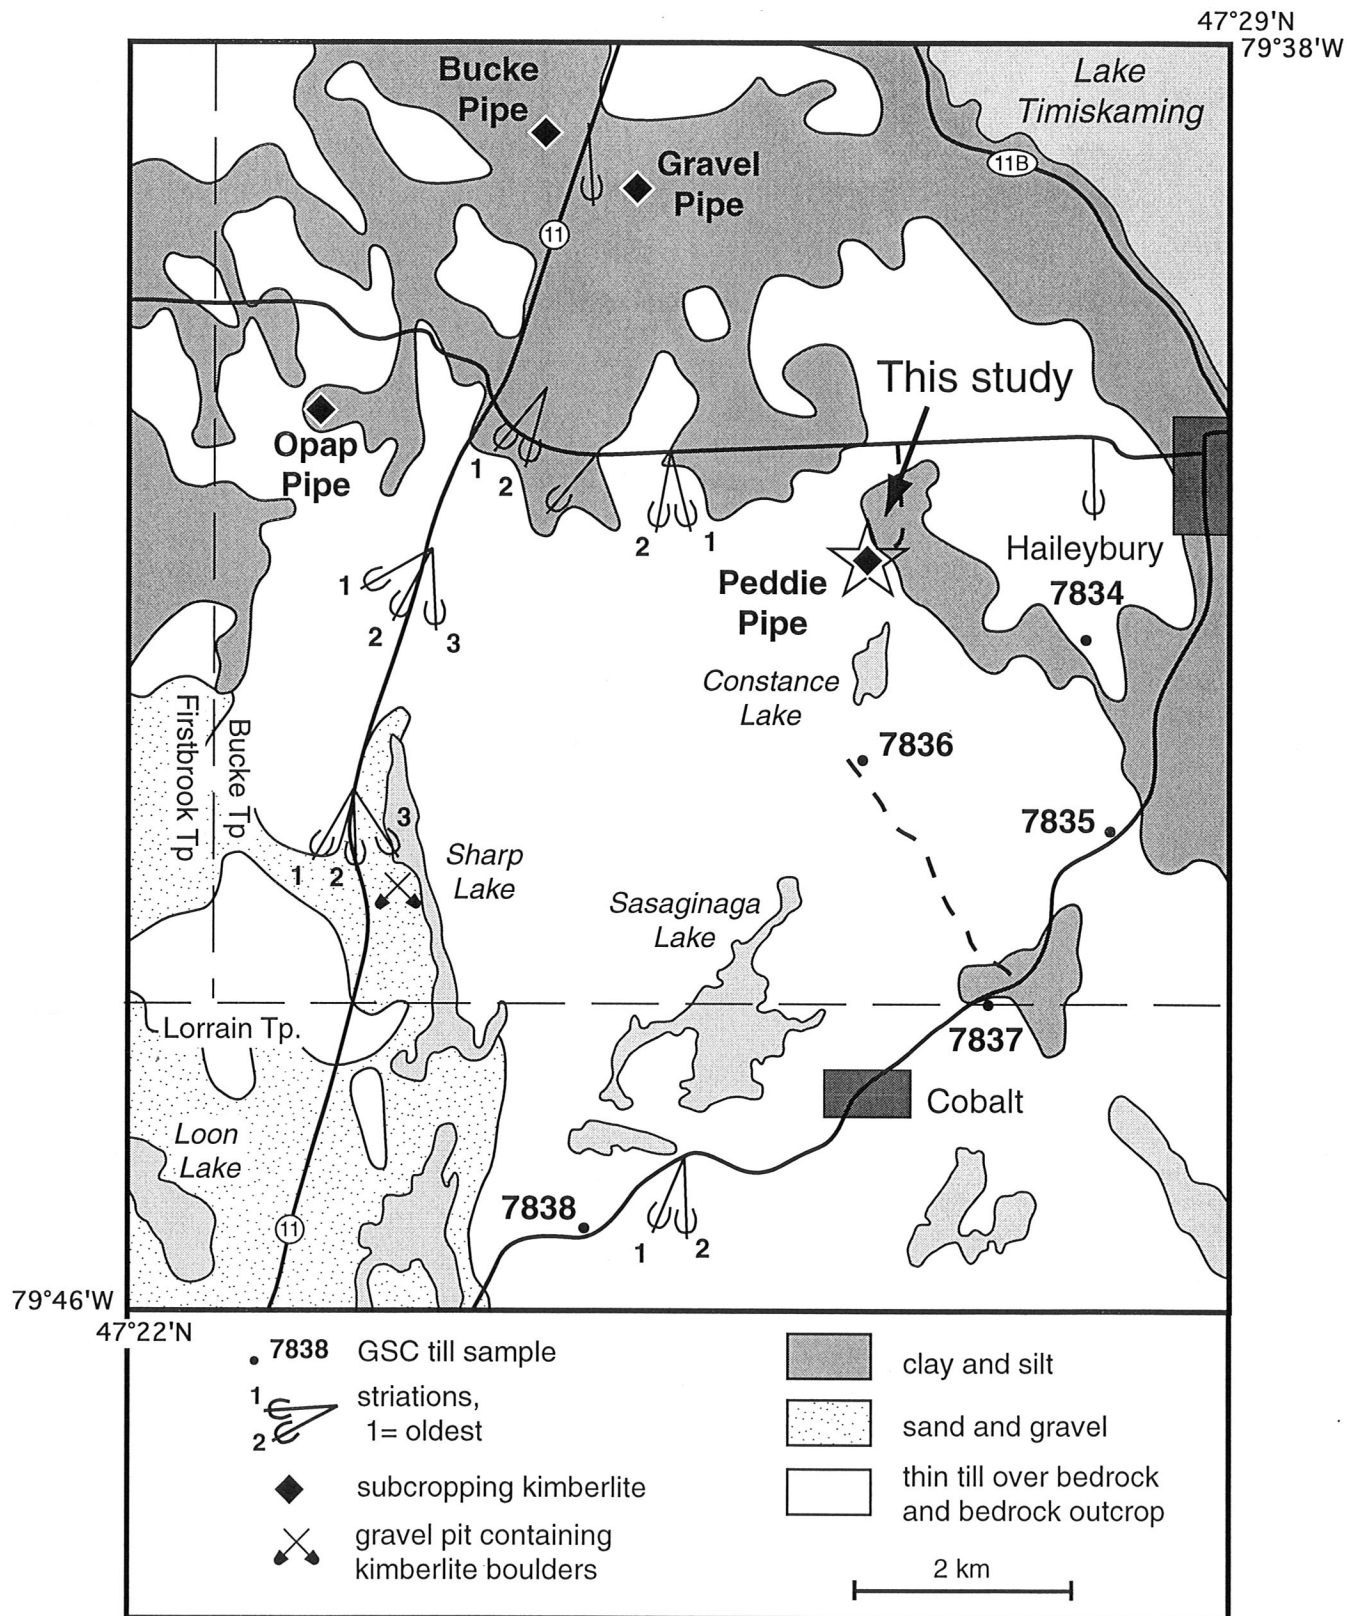 47°29'N
79°38'W
Bucke
Pipe
Lake
Timiskaming
11B
Gravel
Pipe
11
This study
Opap
Pipe
1
2
2
1
Haileybury
7834
Peddie
Pipe
1
2
3
Constance
Lake
Firstbrook Tp
Bucke Tp
7836
7835
3
1
2
Sharp
Lake
Sasaginaga
Lake
Lorrain Tp.
7837
Cobalt
Loon
Lake
7838
1
2
11
79°46'W
47°22'N
7838 GSC till sample
1
2
striations,
1= oldest
subcropping kimberlite
gravel pit containing
kimberlite boulders
clay and silt
sand and gravel
thin till over bedrock
and bedrock outcrop
2 km